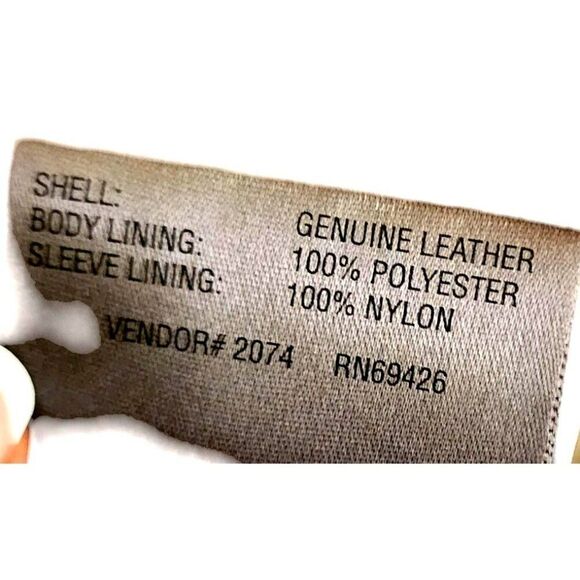 SHELL: GENUINE LEATHER
BODY LINING: 100% POLYESTER
SLEEVE LINING: 100% NYLON
VENDOR# 2074 RN69426